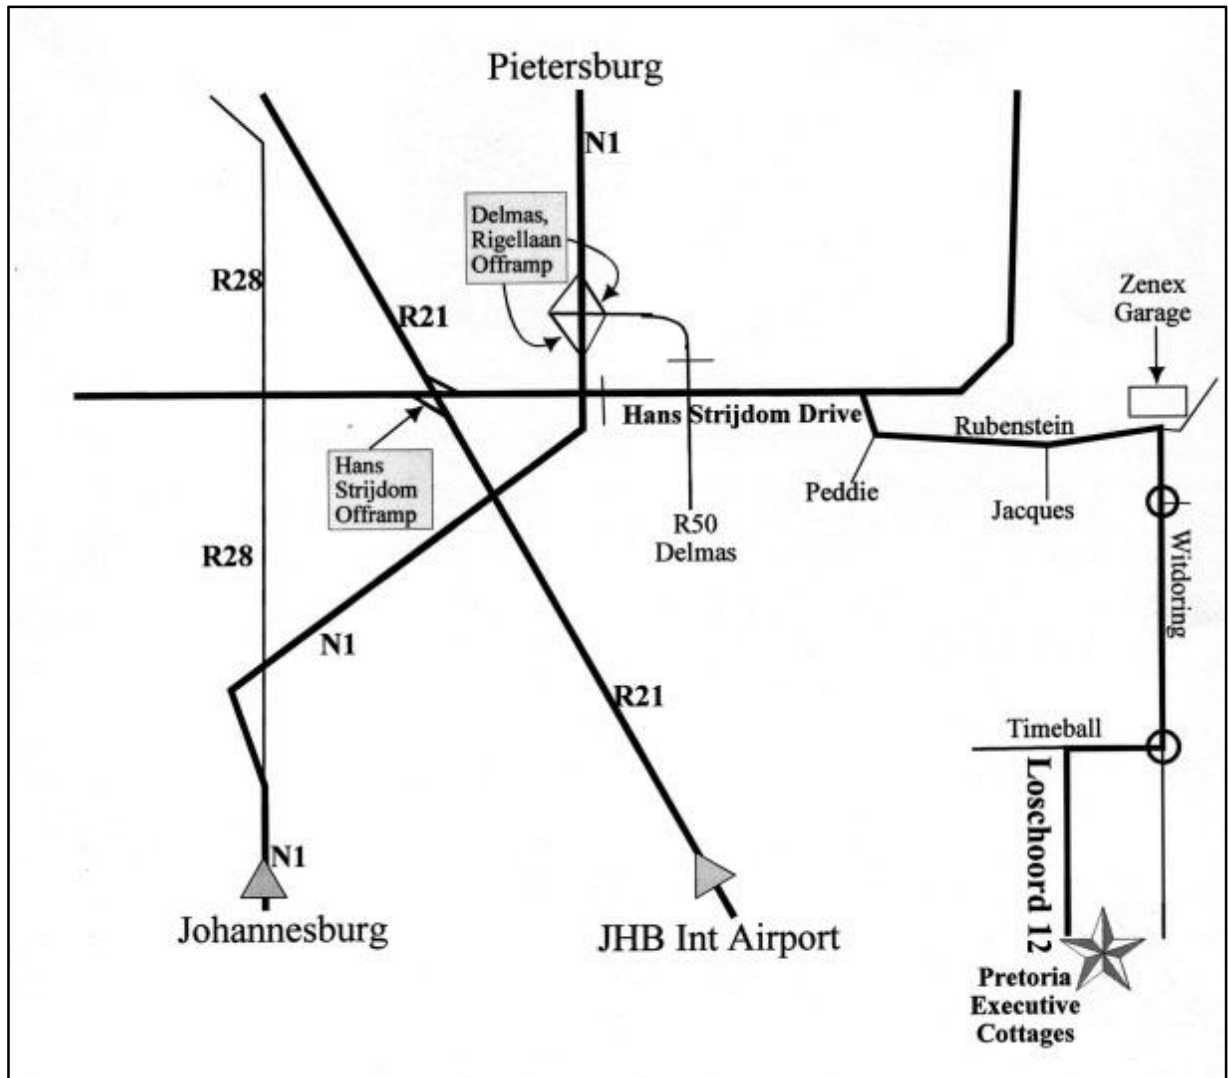 Pietersburg
N1
Delmas,
Rigellaan
Offramp
R28
R21
Zenex
Garage
Hans Strijdom Drive
Rubenstein
Hans
Strijdom
Offramp
Peddie
Jacques
R50
Delmas
R28
Witdoring
N1
R21
Timeball
Loschoord 12
N1
Johannesburg
JHB Int Airport
Pretoria
Executive
Cottages